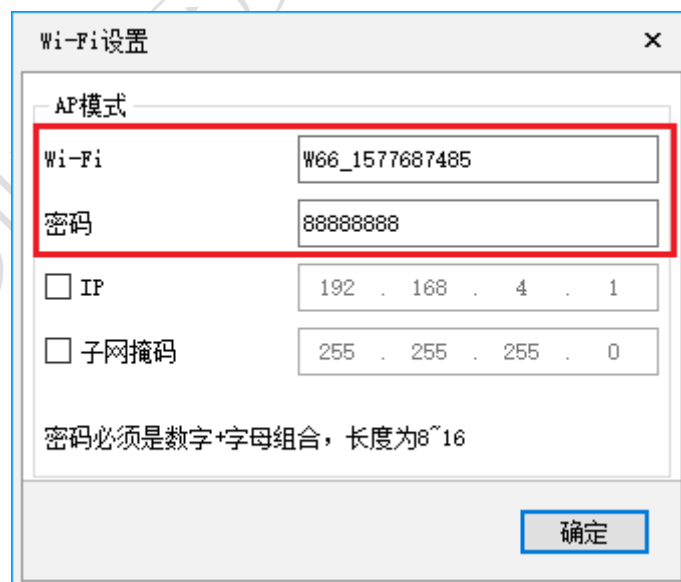 Wi-Fi设置 ×
AP模式
Wi-Fi W66_1577687485
密码 88888888
IP 192 . 168 . 4 . 1
子网掩码 255 . 255 . 255 . 0
密码必须是数字+字母组合，长度为8~16
确定